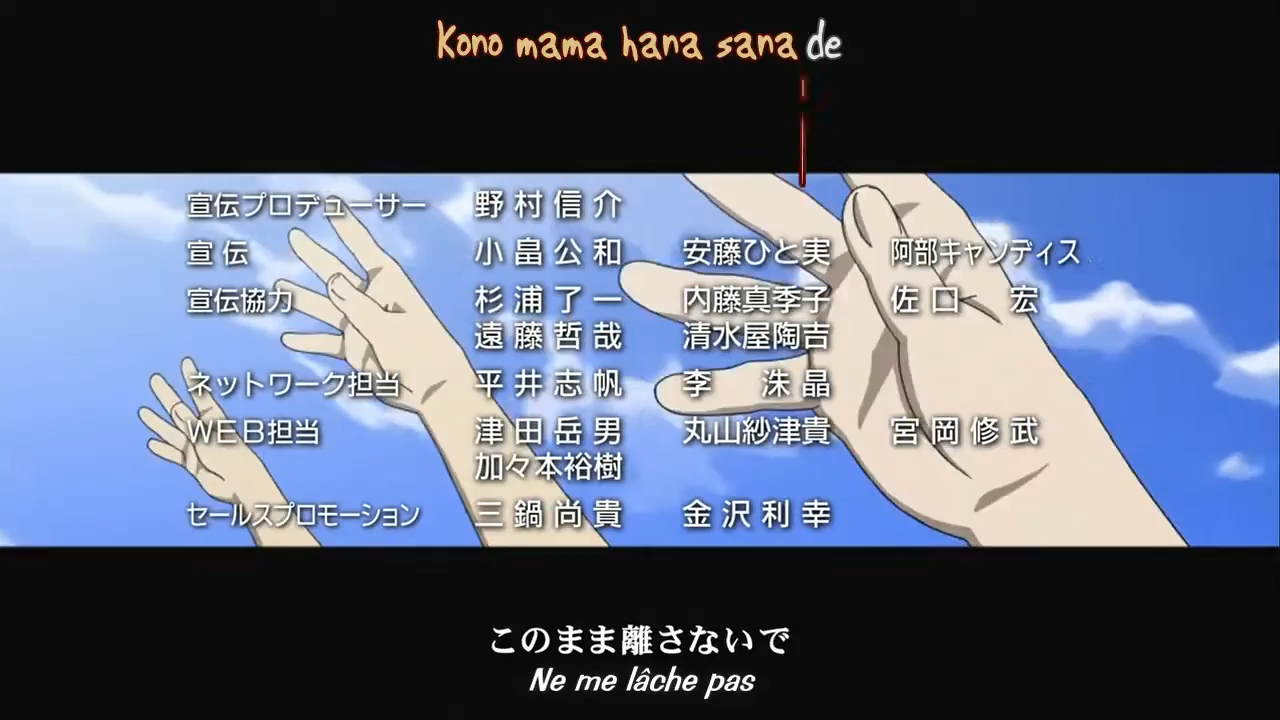 Kono mama hana sana de
宣伝プロデューサー 野村信介
宣伝 小畠公和 安藤ひと実 阿部キャンディス
宣伝協力 杉浦了一 内藤真季子 佐口 宏
遠藤哲哉 清水屋陶吉
ネットワーク担当 平井志帆 李 洙晶
WEB担当 津田岳男 丸山紗津貴 宮岡修武
加々本裕樹
セールスプロモーション 三鍋尚貴 金沢利幸
このまま離さないで
Ne me lâche pas